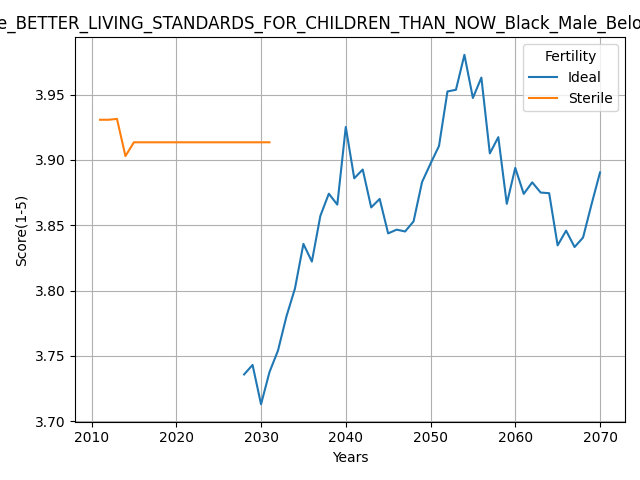 e_BETTER_LIVING_STANDARDS_FOR_CHILDREN_THAN_NOW_Black_Male_Belo
Fertility
Ideal
Sterile
Score(1-5)
3.95
3.90
3.85
3.80
3.75
3.70
2010 2020 2030 2040 2050 2060 2070
Years